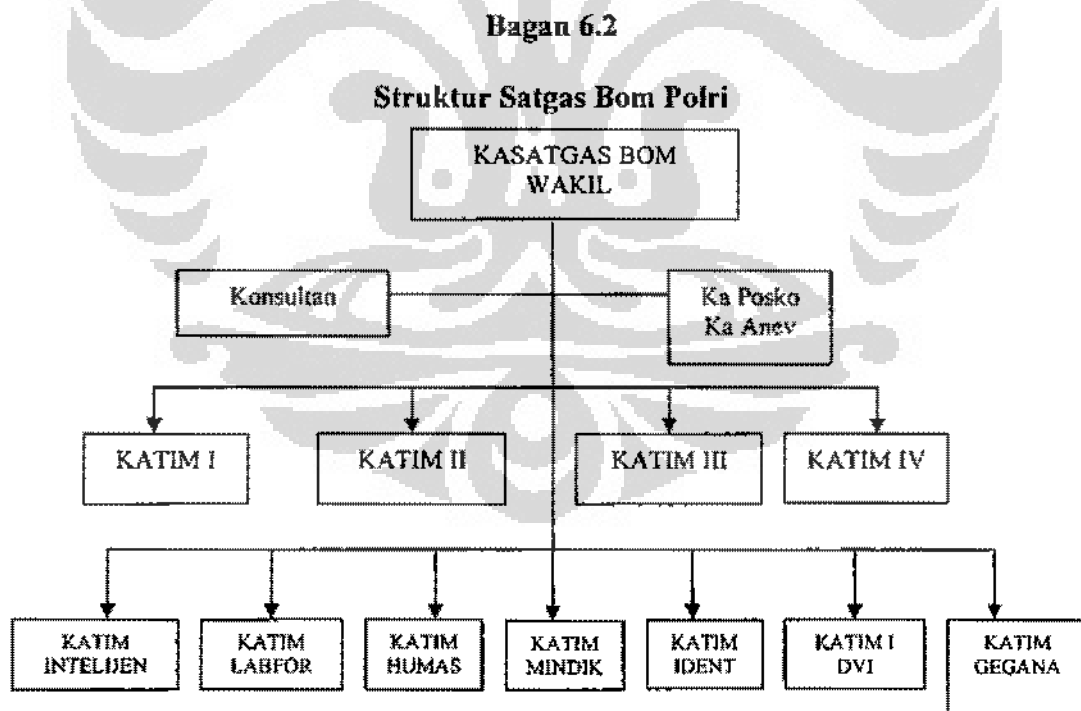 Bagan 6.2
Struktur Satgas Bom Polri
KASATGAS BOM
WAKIL
Konsultan
Ka Posko
Ka Anev
KATIM I
KATIM II
KATIM III
KATIM IV
KATIM
INTELIJEN
KATIM
LABFOR
KATIM
HUMAS
KATIM
MINDIK
KATIM
IDENT
KATIM I
DVI
KATIM
GEGANA